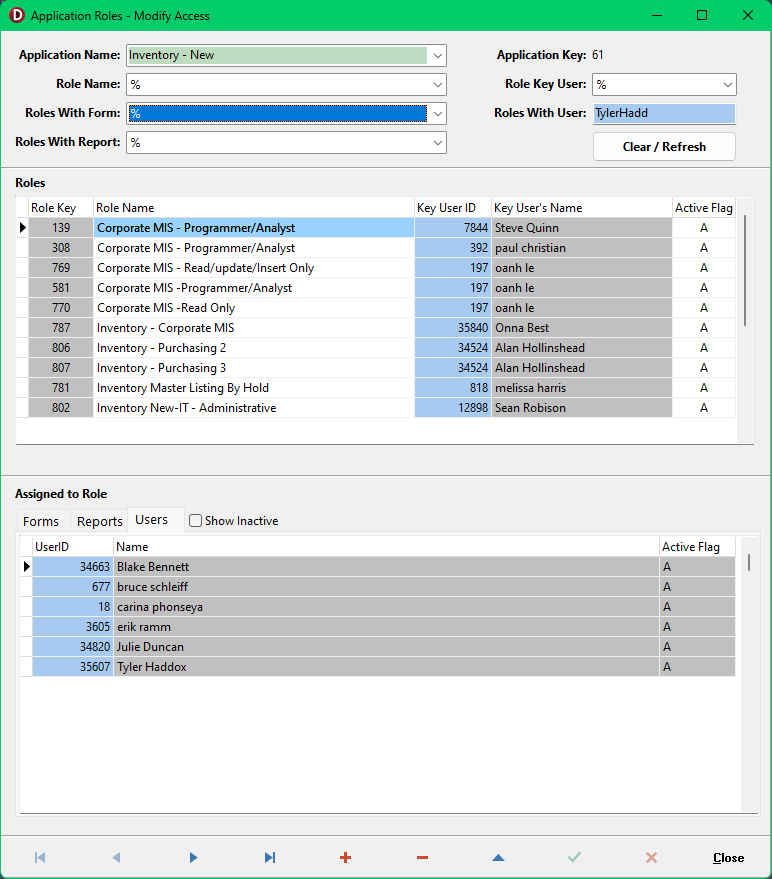 Application Roles - Modify Access
Application Name: Inventory - New Application Key: 61
Role Name: % Role Key User: %
Roles With Form: % Roles With User: TylerHadd
Roles With Report: % Clear / Refresh
Roles
Role Key Role Name Key User ID Key User's Name Active Flag
139 Corporate MIS - Programmer/Analyst 7844 Steve Quinn A
308 Corporate MIS - Programmer/Analyst 392 paul christian A
769 Corporate MIS - Read/update/Insert Only 197 oanh le A
581 Corporate MIS -Programmer/Analyst 197 oanh le A
770 Corporate MIS -Read Only 197 oanh le A
787 Inventory - Corporate MIS 35840 Onna Best A
806 Inventory - Purchasing 2 34524 Alan Hollinshead A
807 Inventory - Purchasing 3 34524 Alan Hollinshead A
781 Inventory Master Listing By Hold 818 melissa harris A
802 Inventory New-IT - Administrative 12898 Sean Robison A
Assigned to Role
Forms Reports Users Show Inactive
UserID Name Active Flag
34663 Blake Bennett A
677 bruce schleiff A
18 carina phonseya A
3605 erik ramm A
34820 Julie Duncan A
35607 Tyler Haddox A
Close